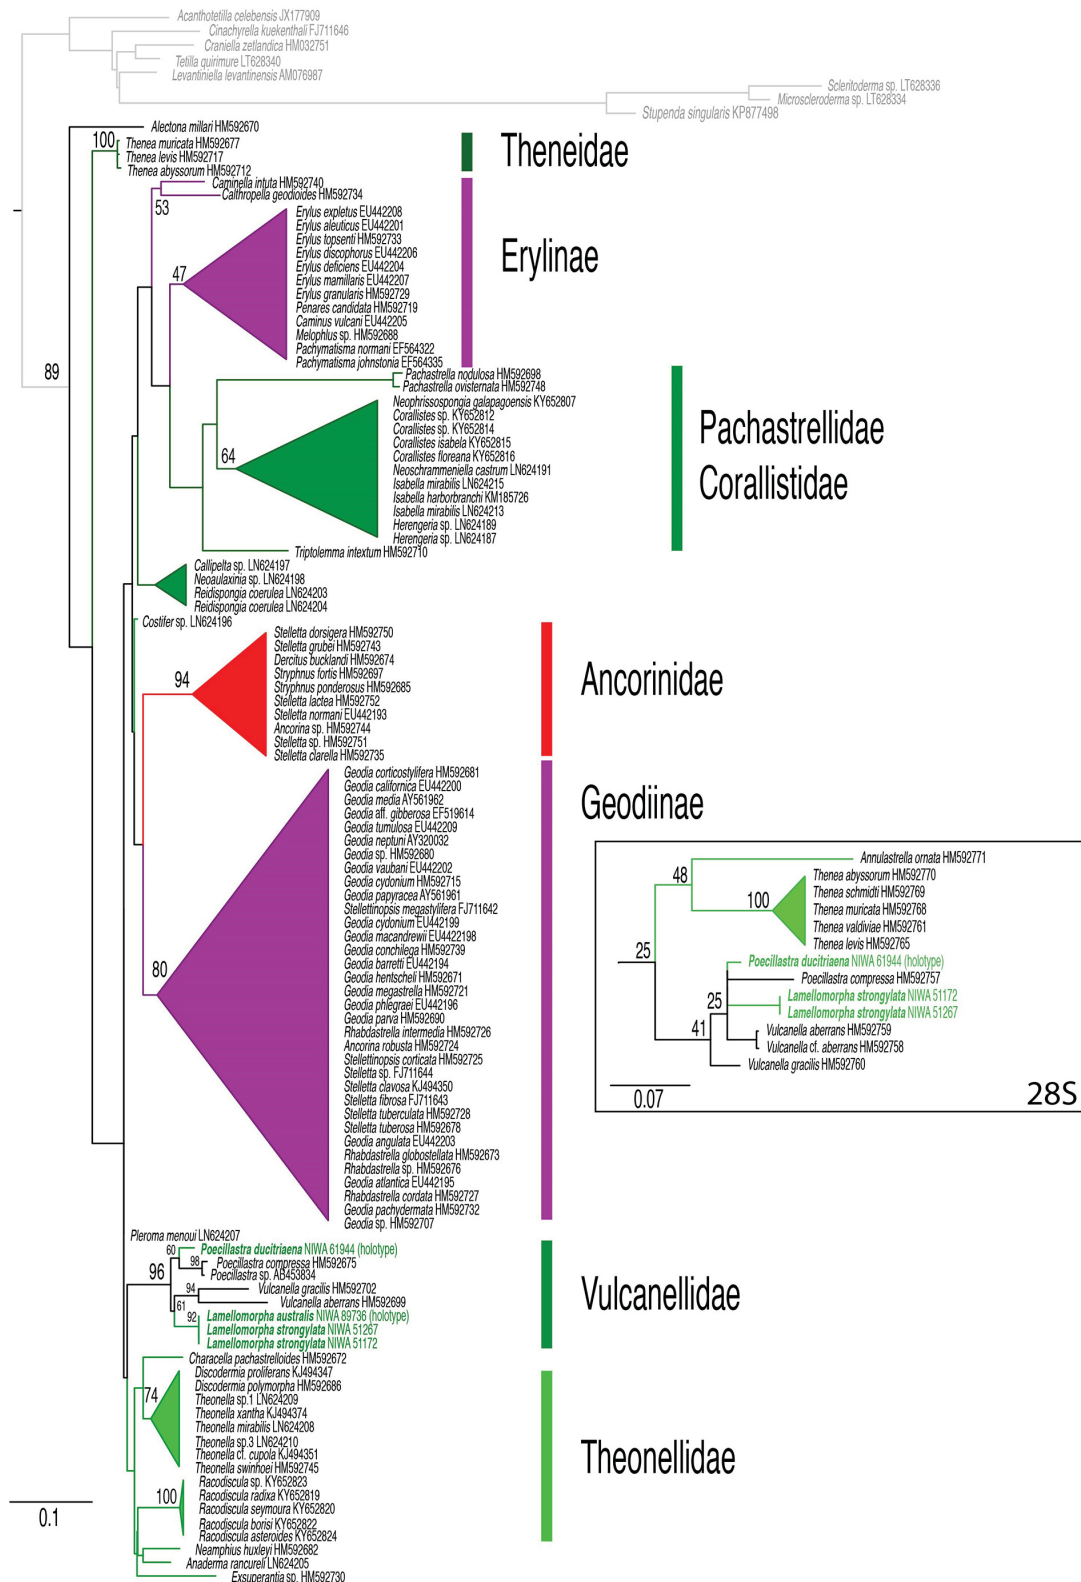 Acanthotetilla celebensis JX177909
Cinachyrella kuekenthali FJ711646
Craniella zetlandica HM032751
Tetilla quirimure LT628340
Levantiniella levantinensis AM076987
Scleritoderma sp. LT628336
Microscleroderma sp. LT628334
Stupenda singularis KP877498
Alectona millari HM592670
100
Thenea muricata HM592677
Thenea levis HM592717
Thenea abyssorum HM592712
Theneidae
Caminella intuta HM592740
Calthropella geodioides HM592734
53
Erylus expletus EU442208
Erylus aleuticus EU442201
Erylus topsenti HM592733
Erylus discophorus EU442206
Erylus deficiens EU442204
Erylus mamillaris EU442207
Erylus granularis HM592729
Penares candidata HM592719
Caminus vulcani EU442205
Melophlus sp. HM592688
Pachymatisma normani EF564322
Pachymatisma johnstonia EF564335
47
Erylinae
89
Pachastrella nodulosa HM592698
Pachastrella ovisternata HM592748
Neophrissospongia galapagoensis KY652807
Corallistes sp. KY652812
Corallistes sp. KY652814
Corallistes isabela KY652815
Corallistes floreana KY652816
Neoschrammeniella castrum LN624191
Isabella mirabilis LN624215
Isabella harborbranchi KM185726
Isabella mirabilis LN624213
Herengeria sp. LN624189
Herengeria sp. LN624187
64
Triptolemma intextum HM592710
Pachastrellidae
Corallistidae
Callipelta sp. LN624197
Neoaulaxinia sp. LN624198
Reidispongia coerulea LN624203
Reidispongia coerulea LN624204
Costifer sp. LN624196
Stelletta dorsigera HM592750
Stelletta grubei HM592743
Dercitus bucklandi HM592674
Stryphnus fortis HM592697
Stryphnus ponderosus HM592685
Stelletta lactea HM592752
Stelletta normani EU442193
Ancorina sp. HM592744
Stelletta sp. HM592751
Stelletta clarella HM592735
94
Ancorinidae
Geodia corticostylifera HM592681
Geodia californica EU442200
Geodia media AY561962
Geodia aff. gibberosa EF519614
Geodia tumulosa EU442209
Geodia neptuni AY320032
Geodia sp. HM592680
Geodia vaubani EU442202
Geodia cydonium HM592715
Geodia papyracea AY561961
Stellettinopsis megastylifera FJ711642
Geodia cydonium EU442199
Geodia macandrewii EU4422198
Geodia conchilega HM592739
Geodia barretti EU442194
Geodia hentscheli HM592671
Geodia megastrella HM592721
Geodia phlegraei EU442196
Geodia parva HM592690
Rhabdastrella intermedia HM592726
Ancorina robusta HM592724
Stellettinopsis corticata HM592725
Stelletta sp. FJ711644
Stelletta clavosa KJ494350
Stelletta fibrosa FJ711643
Stelletta tuberculata HM592728
Stelletta tuberosa HM592678
Geodia angulata EU442203
Rhabdastrella globostellata HM592673
Rhabdastrella sp. HM592676
Geodia atlantica EU442195
Rhabdastrella cordata HM592727
Geodia pachydermata HM592732
Geodia sp. HM592707
80
Geodiinae
Annulastrella ornata HM592771
48
Thenea abyssorum HM592770
Thenea schmidti HM592769
Thenea muricata HM592768
Thenea valdiviae HM592761
Thenea levis HM592765
100
25
Poecillastra ducitriaena NIWA 61944 (holotype)
Poecillastra compressa HM592757
Lamellomorpha strongylata NIWA 51172
Lamellomorpha strongylata NIWA 51267
25
41
Vulcanella aberrans HM592759
Vulcanella cf. aberrans HM592758
Vulcanella gracilis HM592760
0.07
28S
Pleroma menoui LN624207
60
Poecillastra ducitriaena NIWA 61944 (holotype)
98
Poecillastra compressa HM592675
Poecillastra sp. AB453834
96
94
Vulcanella gracilis HM592702
Vulcanella aberrans HM592699
61
92
Lamellomorpha australis NIWA 89736 (holotype)
Lamellomorpha strongylata NIWA 51267
Lamellomorpha strongylata NIWA 51172
Vulcanellidae
Characella pachastrelloides HM592672
Discodermia proliferans KJ494347
Discodermia polymorpha HM592686
Theonella sp.1 LN624209
Theonella xantha KJ494374
Theonella mirabilis LN624208
Theonella sp.3 LN624210
Theonella cf. cupola KJ494351
Theonella swinhoei HM592745
74
Racodiscula sp. KY652823
Racodiscula radixa KY652819
Racodiscula seymoura KY652820
Racodiscula borisi KY652822
Racodiscula asteroides KY652824
100
Neamphius huxleyi HM592682
Anaderma rancureli LN624205
Exsuperantia sp. HM592730
Theonellidae
0.1